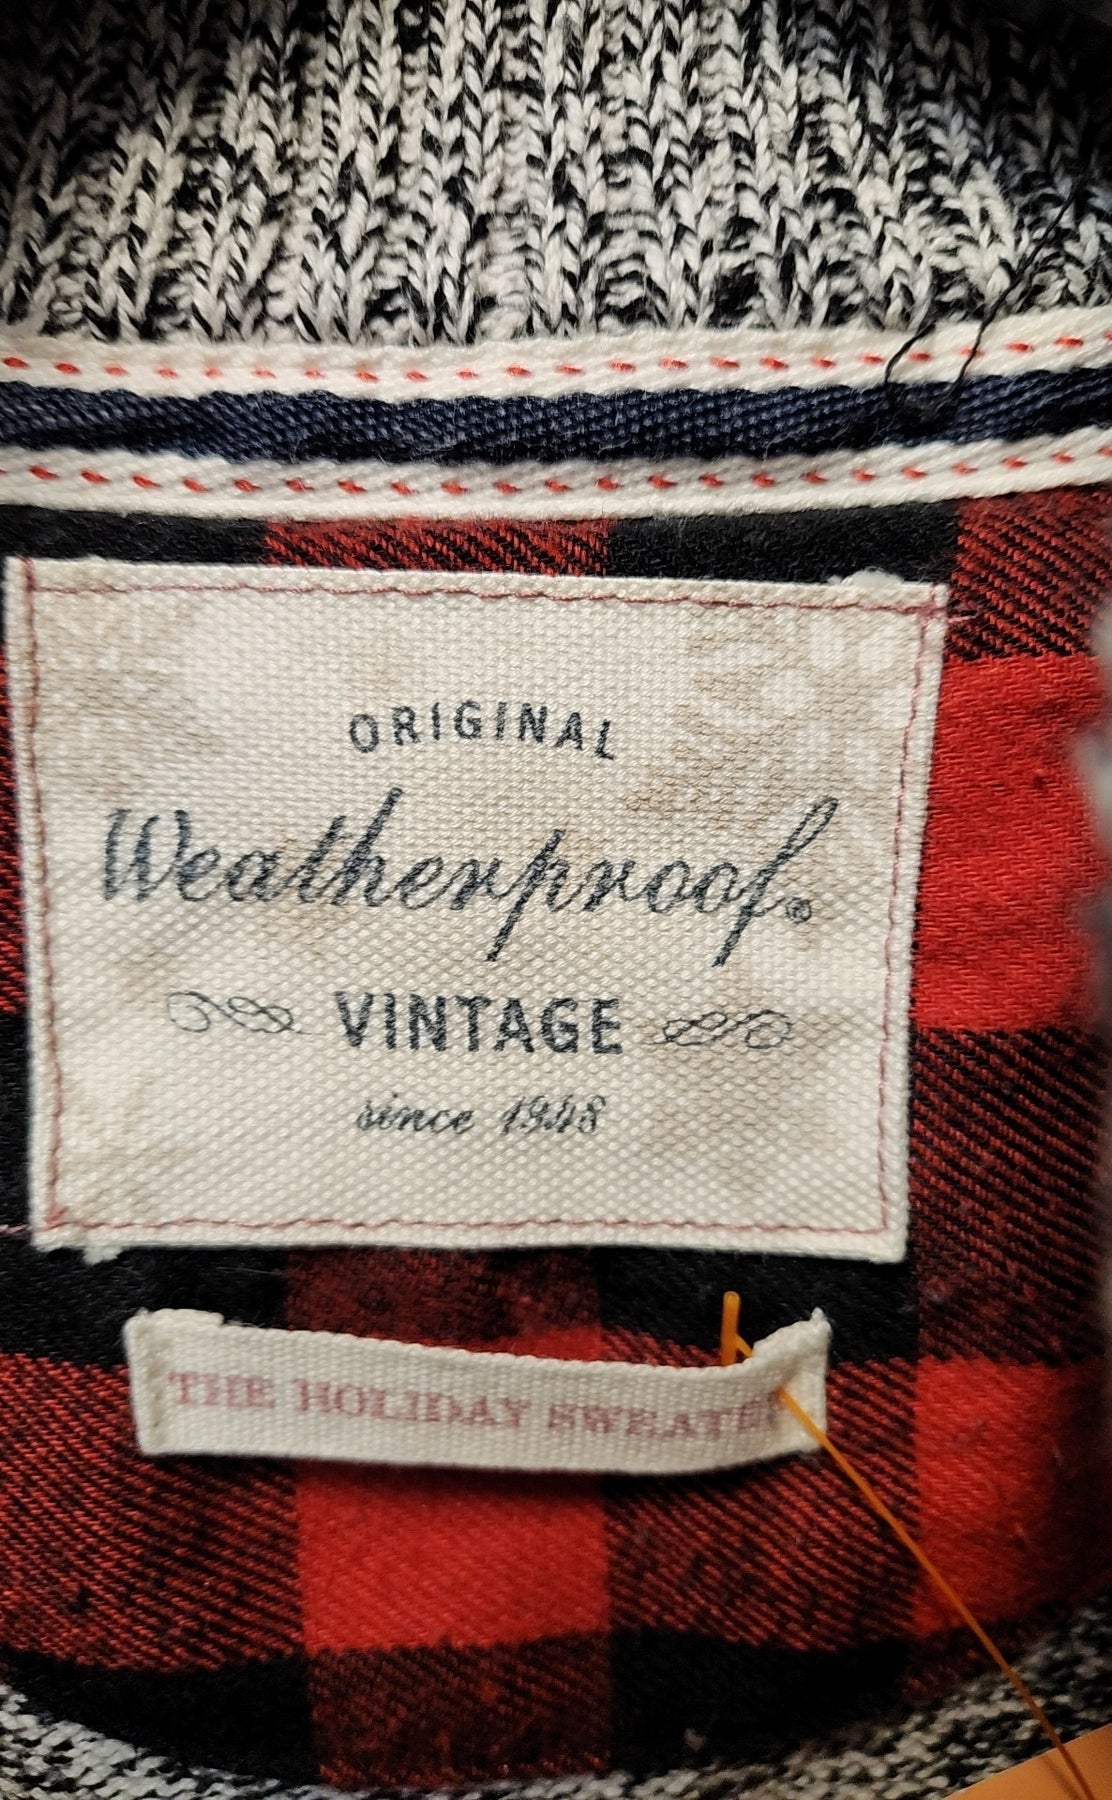 ORIGINAL
Weatherproof®
VINTAGE
since 1948
THE HOLIDAY SWEATER